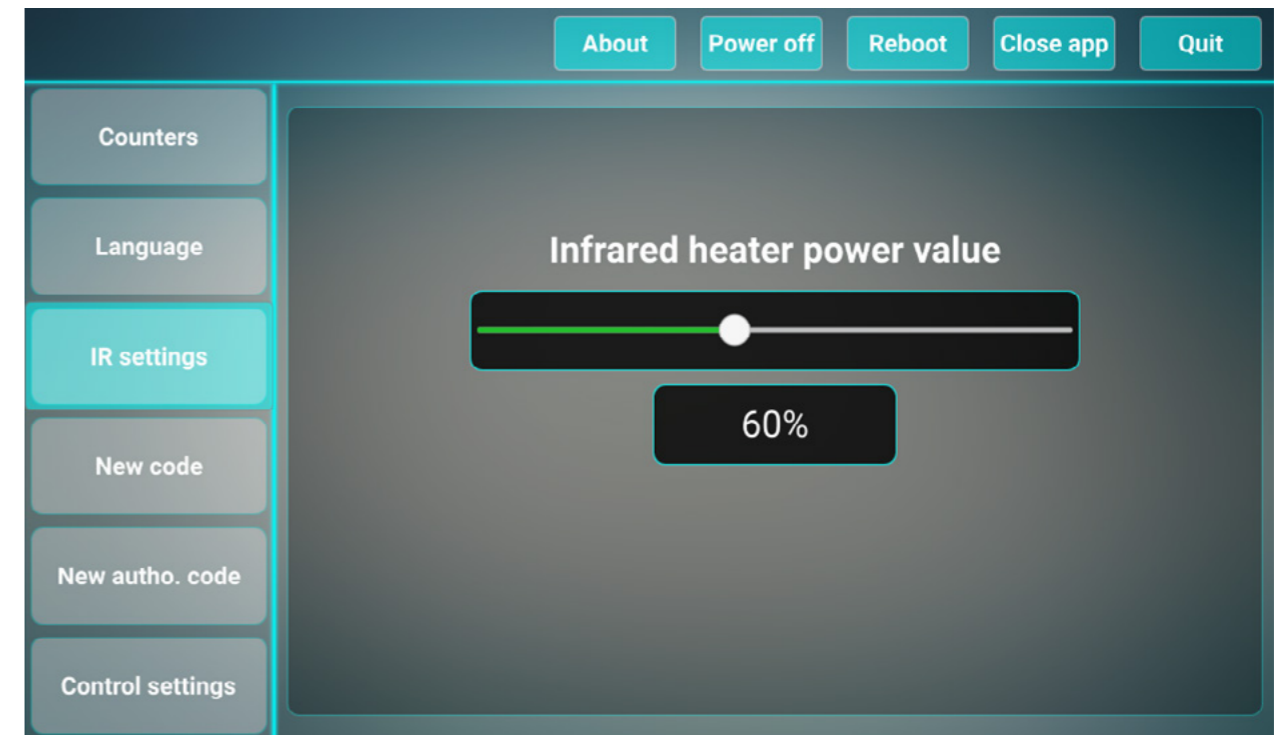 About
Power off
Reboot
Close app
Quit
Counters
Language
IR settings
New code
New autho. code
Control settings
Infrared heater power value
60%